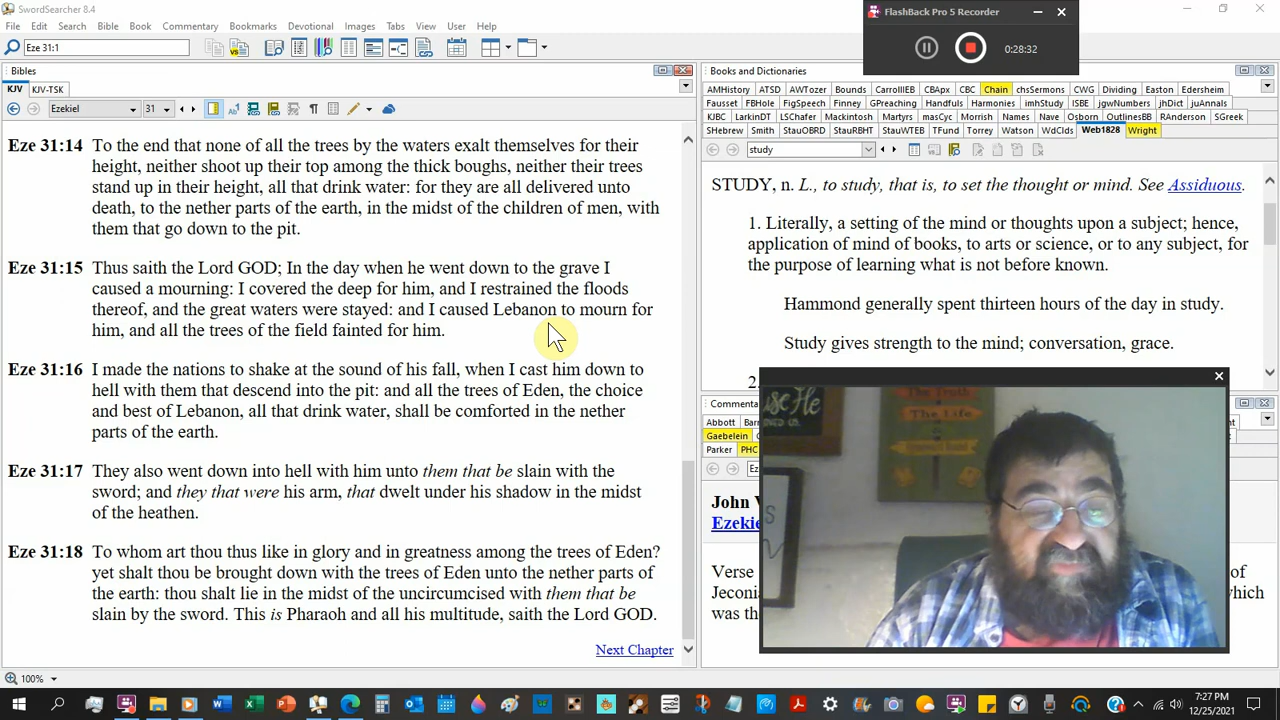 SwordSearcher 8.4
File Edit Search Bible Book Commentary Devotional Images Tabs View User Help
Eze 31:1
VS
Bibles
KJV KJV-TSK
Ezekiel 31
Eze 31:14 To the end that none of all the trees by the waters exalt themselves for their
height, neither shoot up their top among the thick boughs, neither their trees
stand up in their height, all that drink water: for they are all delivered unto
death, to the nether parts of the earth, in the midst of the children of men, with
them that go down to the pit.
Eze 31:15 Thus saith the Lord GOD; In the day when he went down to the grave I
caused a mourning: I covered the deep for him, and I restrained the floods
thereof, and the great waters were stayed: and I caused Lebanon to mourn for
him, and all the trees of the field fainted for him.
Eze 31:16 I made the nations to shake at the sound of his fall, when I cast him down to
hell with them that descend into the pit: and all the trees of Eden, the choice
and best of Lebanon, all that drink water, shall be comforted in the nether
parts of the earth.
Eze 31:17 They also went down into hell with him unto them that be slain with the
sword; and they that were his arm, that dwelt under his shadow in the midst
of the heathen.
Eze 31:18 To whom art thou thus like in glory and in greatness among the trees of Eden?
yet shalt thou be brought down with the trees of Eden unto the nether parts of
the earth: thou shalt lie in the midst of the uncircumcised with them that be
slain by the sword. This is Pharaoh and all his multitude, saith the Lord GOD.
Next Chapter
100%
FlashBack Pro 5 Recorder
0:28:32
Books and Dictionaries
AMHistory ATSD AWTozer Bounds CarrollIEB CBApx CBC Chain chsSermons CWG Dividing Easton Edersheim
Fausset FBHole FigSpeech Finney GPreaching Handfuls Harmonies imhStudy ISBE jgwNumbers jhDict juAnnals
KJBC LarkinDT LSChafer Mackintosh Martyrs masCyc Morrish Names Nave Osborn OutlinesBB RAnderson SGreek
SHebrew Smith StauOBRD StauRBHT StauWTEB TFund Torrey Watson WdClds Web1828 Wright
study
STUDY, n. L., to study, that is, to set the thought or mind. See Assiduous.
1. Literally, a setting of the mind or thoughts upon a subject; hence,
application of mind of books, to arts or science, or to any subject, for
the purpose of learning what is not before known.
Hammond generally spent thirteen hours of the day in study.
Study gives strength to the mind; conversation, grace.
2.
Commenta
Abbott Bar
Gaebelein
Parker PHC
Ez
John
Ezekie
Verse of
Jeconia which
was th
use He
The Truth
The Life
7:27 PM
12/25/2021